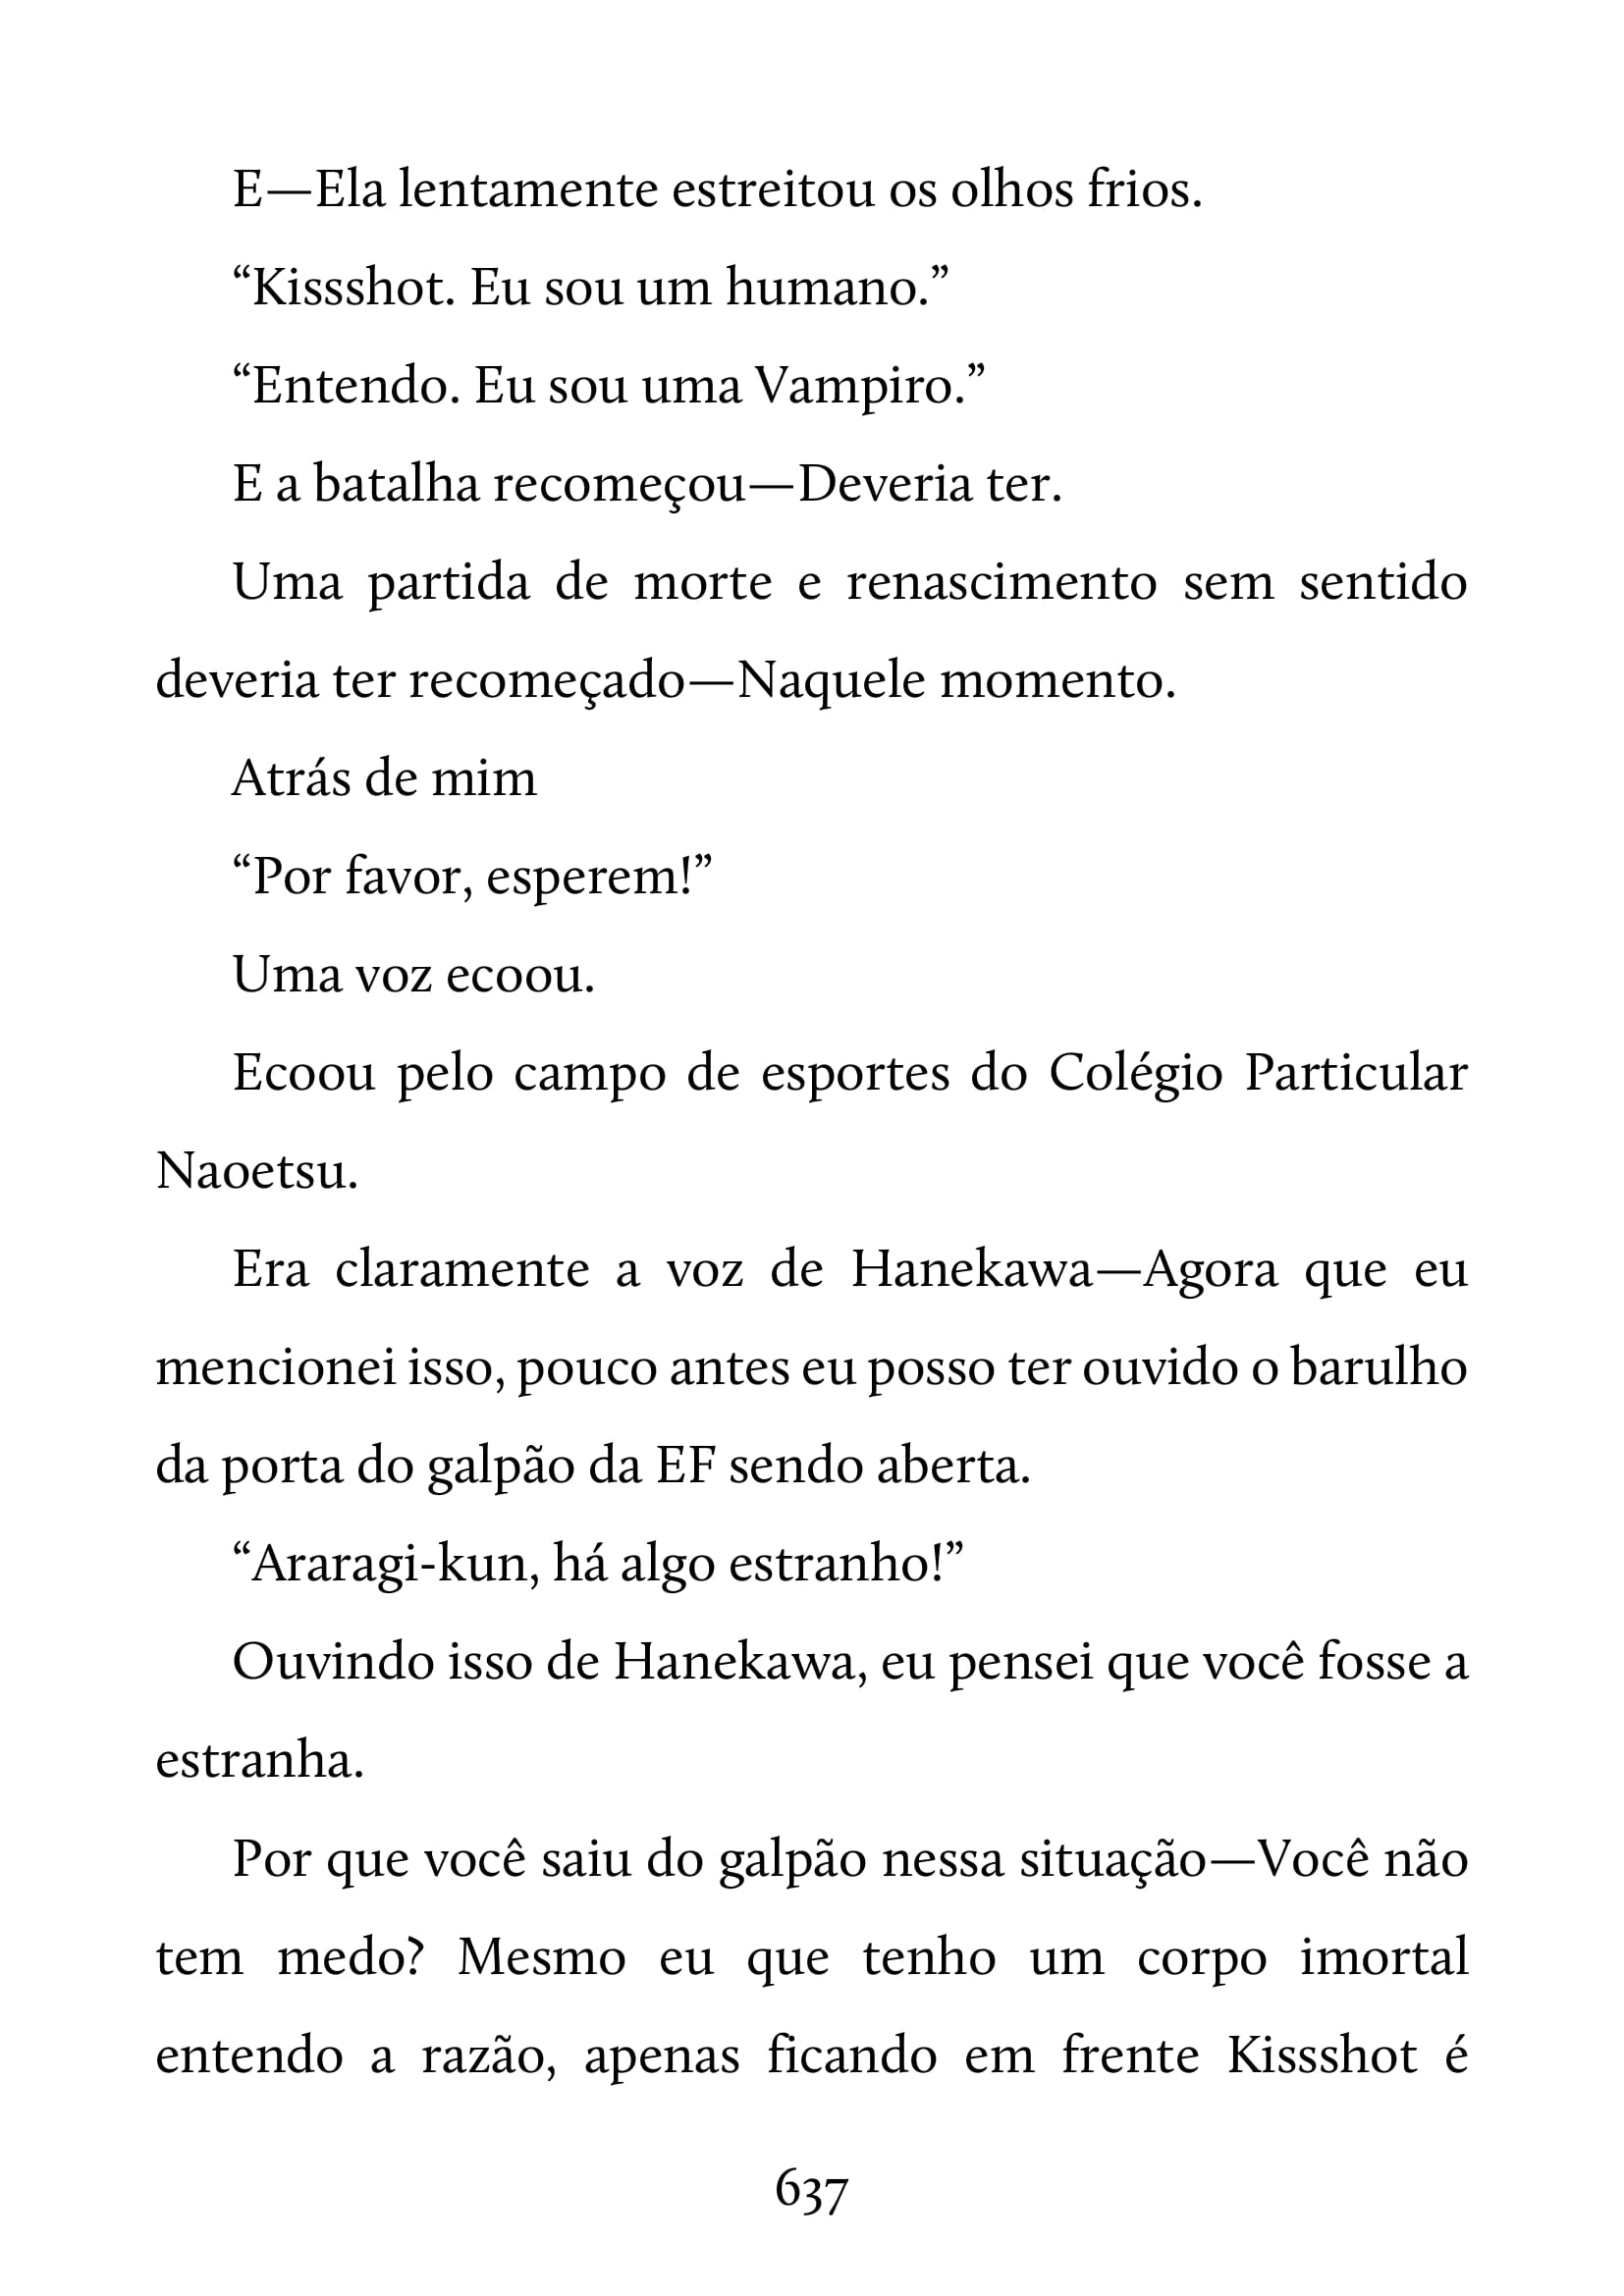 E—Ela lentamente estreitou os olhos frios.
“Kissshot. Eu sou um humano.”
“Entendo. Eu sou uma Vampiro.”
E a batalha recomeçou—Deveria ter.
Uma partida de morte e renascimento sem sentido
deveria ter recomeçado—Naquele momento.
Atrás de mim
“Por favor, esperem!”
Uma voz ecoou.
Ecoou pelo campo de esportes do Colégio Particular
Naoetsu.
Era claramente a voz de Hanekawa—Agora que eu
mencionei isso, pouco antes eu posso ter ouvido o barulho
da porta do galpão da EF sendo aberta.
“Araragi-kun, há algo estranho!”
Ouvindo isso de Hanekawa, eu pensei que você fosse a
estranha.
Por que você saiu do galpão nessa situação—Você não
tem medo? Mesmo eu que tenho um corpo imortal
entendo a razão, apenas ficando em frente Kissshot é
637